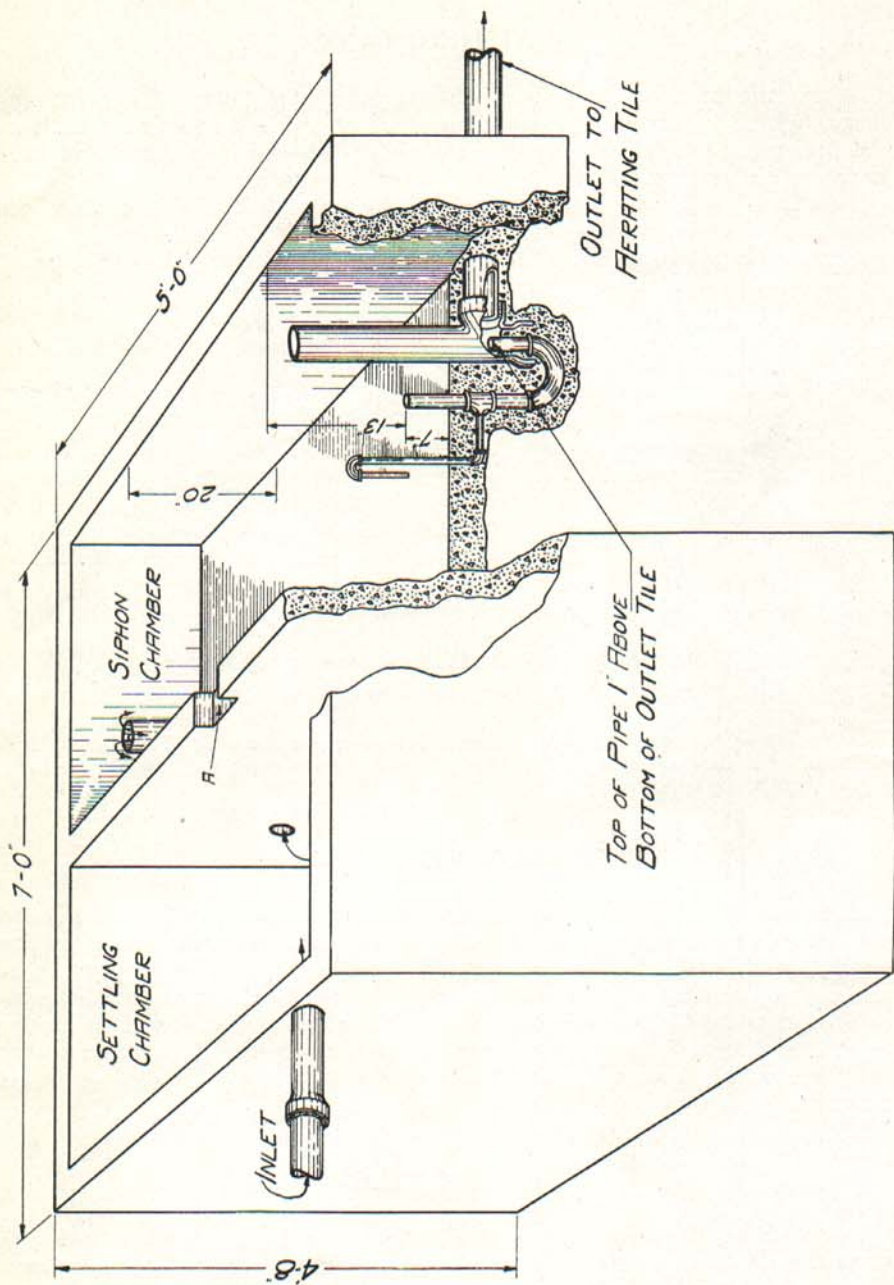 7'-0"
5'-0"
4'-8"
SETTLING
CHAMBER
SIPHON
CHAMBER
INLET
A
20"
13"
7"
OUTLET TO
AERATING TILE
TOP OF PIPE 1" ABOVE
BOTTOM OF OUTLET TILE